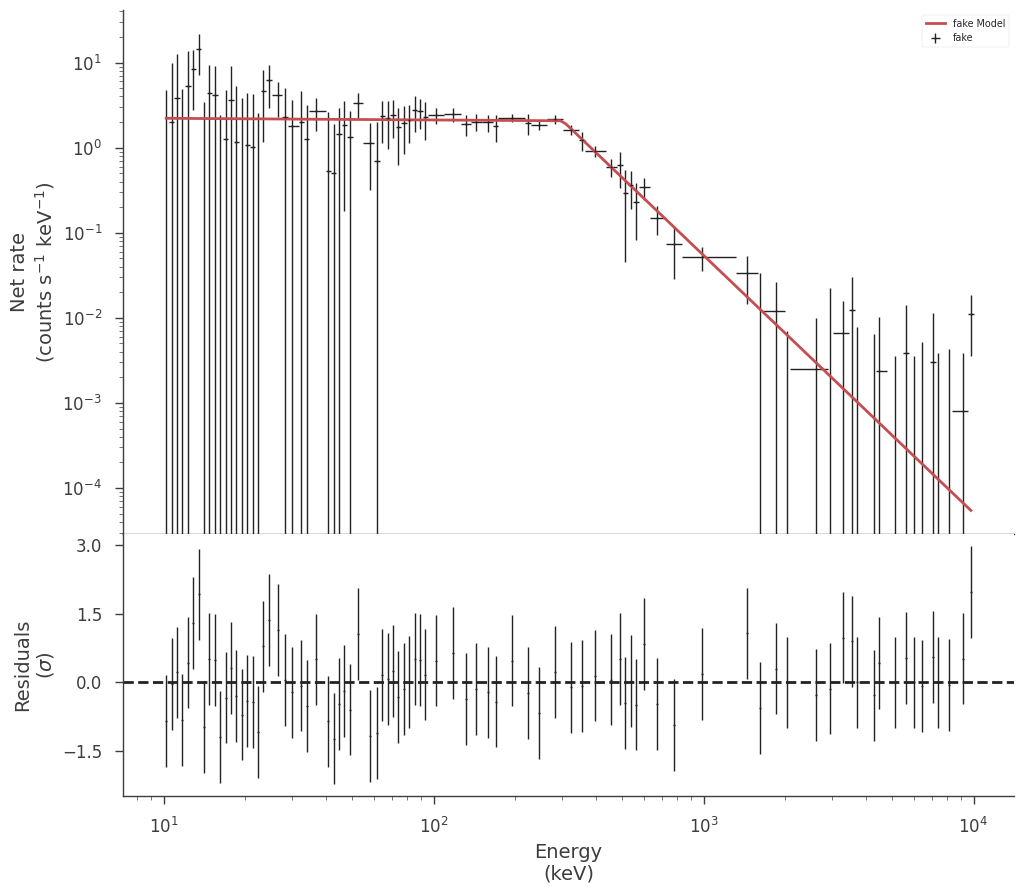 fake Model
fake
Net rate
(counts s⁻¹ keV⁻¹)
10¹
10⁰
10⁻¹
10⁻²
10⁻³
10⁻⁴
Residuals
(σ)
3.0
1.5
0.0
−1.5
10¹ 10² 10³ 10⁴
Energy
(keV)